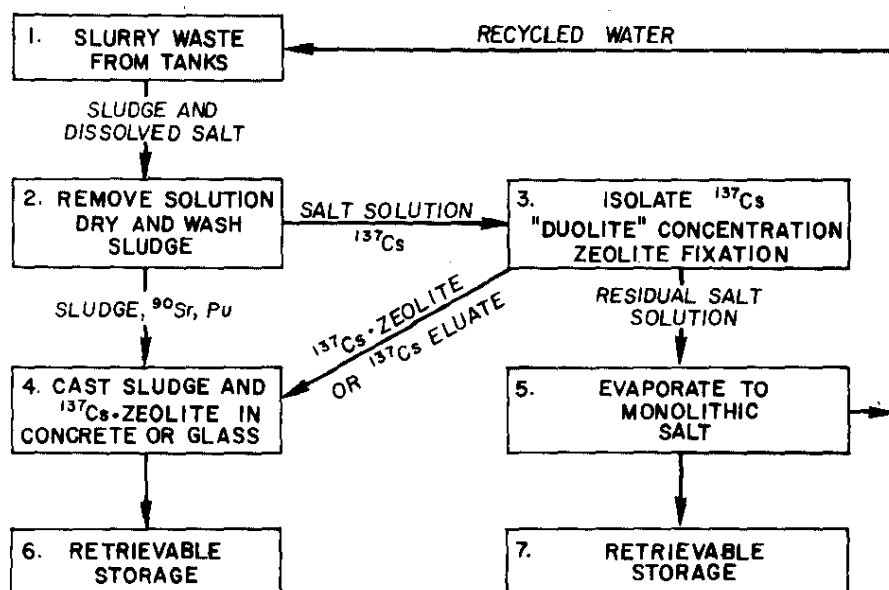 1. SLURRY WASTE
FROM TANKS
RECYCLED WATER
SLUDGE AND
DISSOLVED SALT
2. REMOVE SOLUTION
DRY AND WASH
SLUDGE
SALT SOLUTION
¹³⁷Cs
3. ISOLATE ¹³⁷Cs
"DUOLITE" CONCENTRATION
ZEOLITE FIXATION
SLUDGE, ⁹⁰Sr, Pu
¹³⁷Cs·ZEOLITE
OR ¹³⁷Cs ELUATE
RESIDUAL SALT
SOLUTION
4. CAST SLUDGE AND
¹³⁷Cs·ZEOLITE IN
CONCRETE OR GLASS
5. EVAPORATE TO
MONOLITHIC
SALT
6. RETRIEVABLE
STORAGE
7. RETRIEVABLE
STORAGE